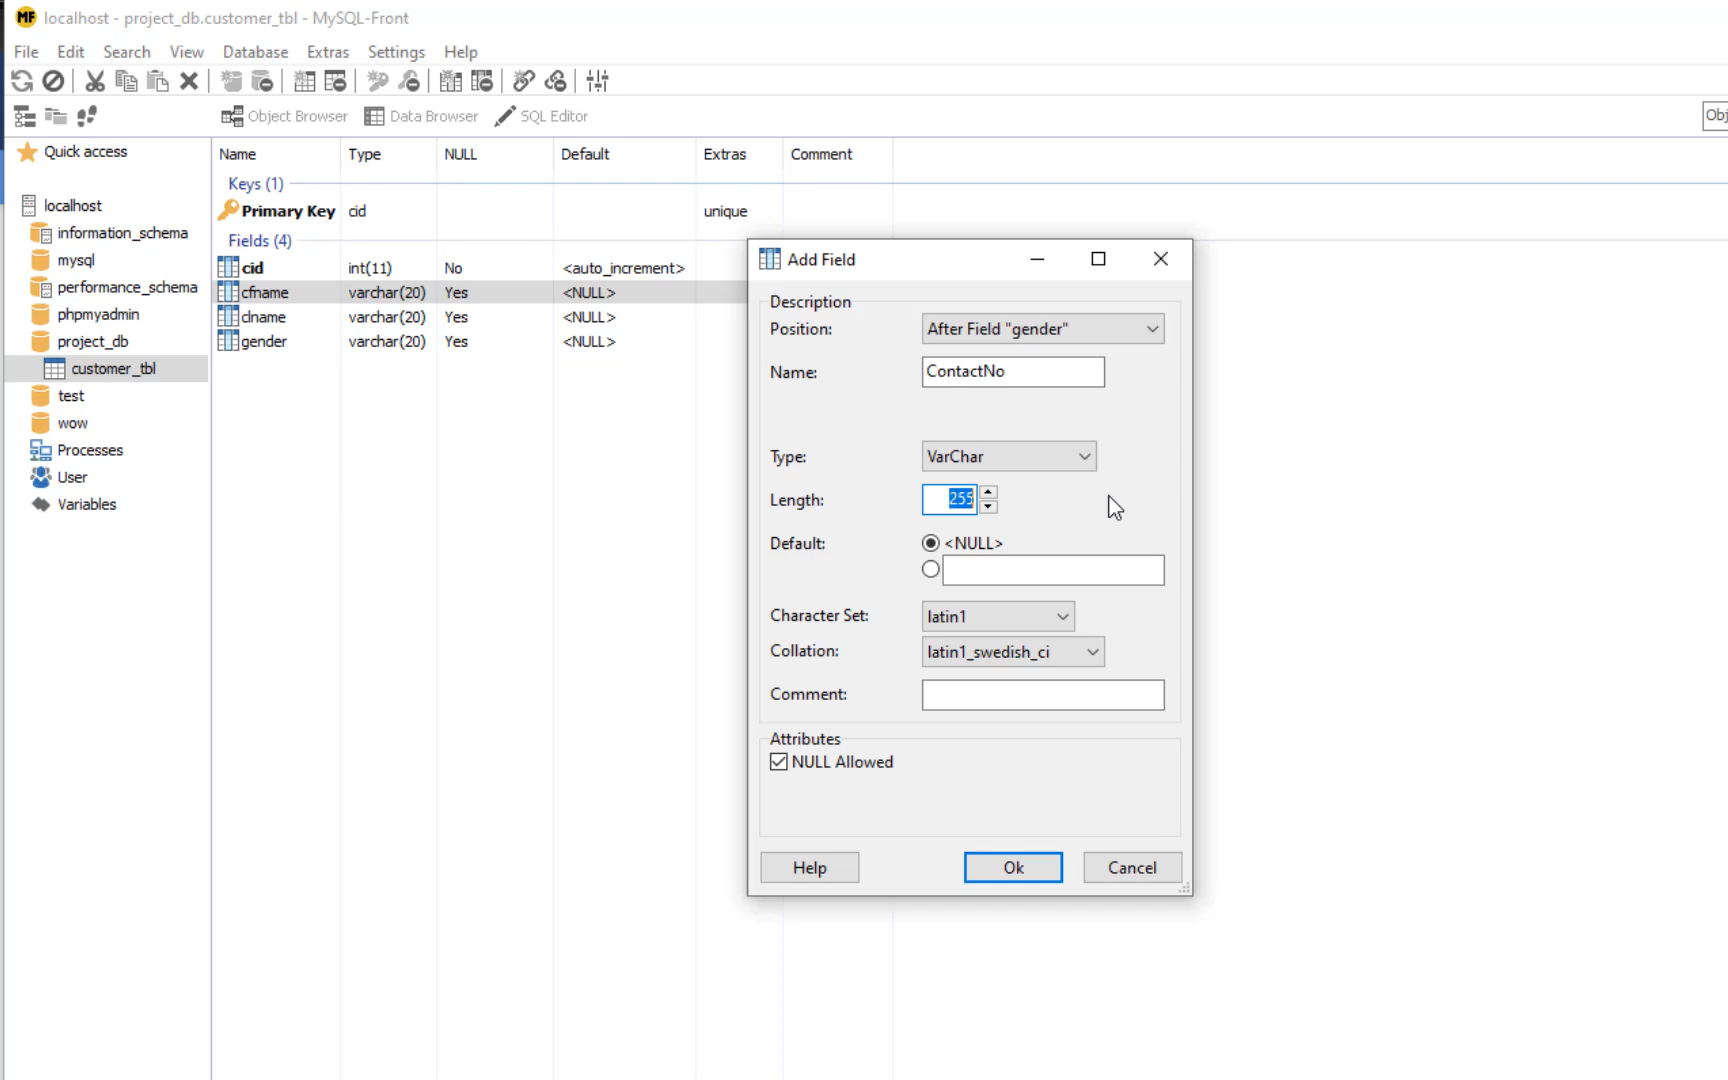 MF localhost - project_db.customer_tbl - MySQL-Front
File Edit Search View Database Extras Settings Help
Object Browser Data Browser SQL Editor Obj
Quick access
localhost
information_schema
mysql
performance_schema
phpmyadmin
project_db
customer_tbl
test
wow
Processes
User
Variables
Name Type NULL Default Extras Comment
Keys (1)
Primary Key cid unique
Fields (4)
cid int(11) No <auto_increment>
cfname varchar(20) Yes <NULL>
clname varchar(20) Yes <NULL>
gender varchar(20) Yes <NULL>
Add Field
Description
Position: After Field "gender"
Name: ContactNo
Type: VarChar
Length: 255
Default: <NULL>
Character Set: latin1
Collation: latin1_swedish_ci
Comment:
Attributes
NULL Allowed
Help Ok Cancel